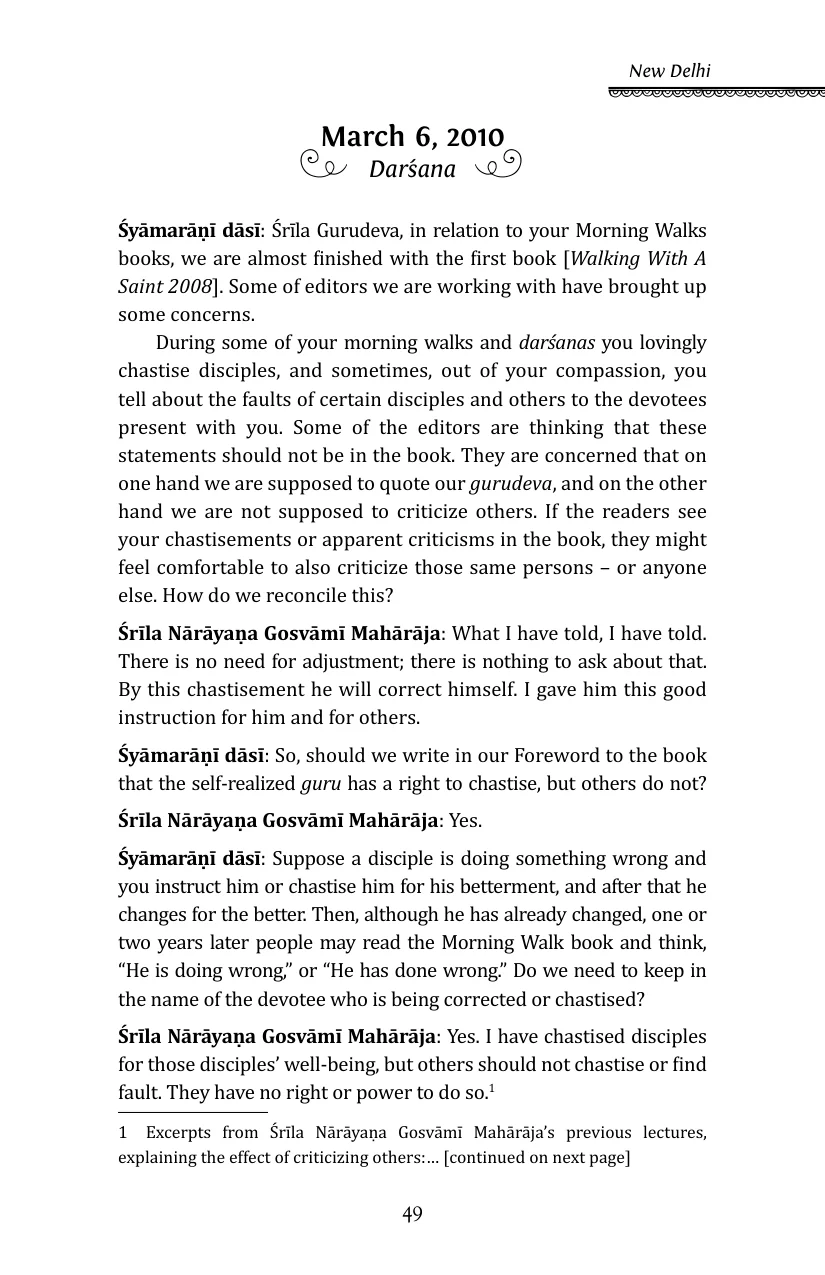 New Delhi
March 6, 2010
Darśana
Śyāmarāṇī dāsī: Śrīla Gurudeva, in relation to your Morning Walks
books, we are almost finished with the first book [Walking With A
Saint 2008]. Some of editors we are working with have brought up
some concerns.
During some of your morning walks and darśanas you lovingly
chastise disciples, and sometimes, out of your compassion, you
tell about the faults of certain disciples and others to the devotees
present with you. Some of the editors are thinking that these
statements should not be in the book. They are concerned that on
one hand we are supposed to quote our gurudeva, and on the other
hand we are not supposed to criticize others. If the readers see
your chastisements or apparent criticisms in the book, they might
feel comfortable to also criticize those same persons – or anyone
else. How do we reconcile this?
Śrīla Nārāyaṇa Gosvāmī Mahārāja: What I have told, I have told.
There is no need for adjustment; there is nothing to ask about that.
By this chastisement he will correct himself. I gave him this good
instruction for him and for others.
Śyāmarāṇī dāsī: So, should we write in our Foreword to the book
that the self-realized guru has a right to chastise, but others do not?
Śrīla Nārāyaṇa Gosvāmī Mahārāja: Yes.
Śyāmarāṇī dāsī: Suppose a disciple is doing something wrong and
you instruct him or chastise him for his betterment, and after that he
changes for the better. Then, although he has already changed, one or
two years later people may read the Morning Walk book and think,
“He is doing wrong,” or “He has done wrong.” Do we need to keep in
the name of the devotee who is being corrected or chastised?
Śrīla Nārāyaṇa Gosvāmī Mahārāja: Yes. I have chastised disciples
for those disciples’ well-being, but others should not chastise or find
fault. They have no right or power to do so.1
1 Excerpts from Śrīla Nārāyaṇa Gosvāmī Mahārāja’s previous lectures,
explaining the effect of criticizing others:… [continued on next page]
49